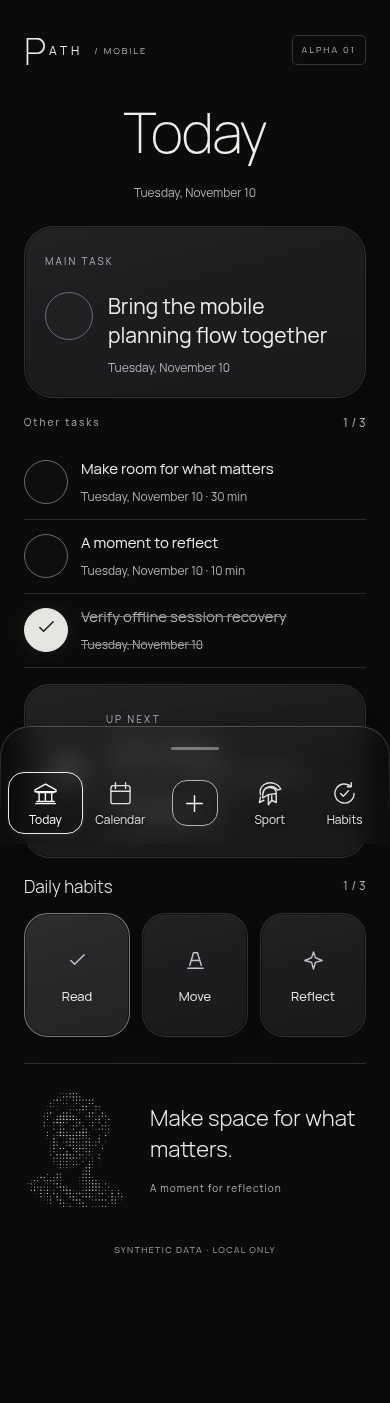 PATH / MOBILE
ALPHA 01
Today
Tuesday, November 10
MAIN TASK
Bring the mobile
planning flow together
Tuesday, November 10
Other tasks
1 / 3
Make room for what matters
Tuesday, November 10 · 30 min
A moment to reflect
Tuesday, November 10 · 10 min
Verify offline session recovery
Tuesday, November 10
UP NEXT
Today
Calendar
Sport
Habits
Daily habits
1 / 3
Read
Move
Reflect
Make space for what
matters.
A moment for reflection
SYNTHETIC DATA · LOCAL ONLY